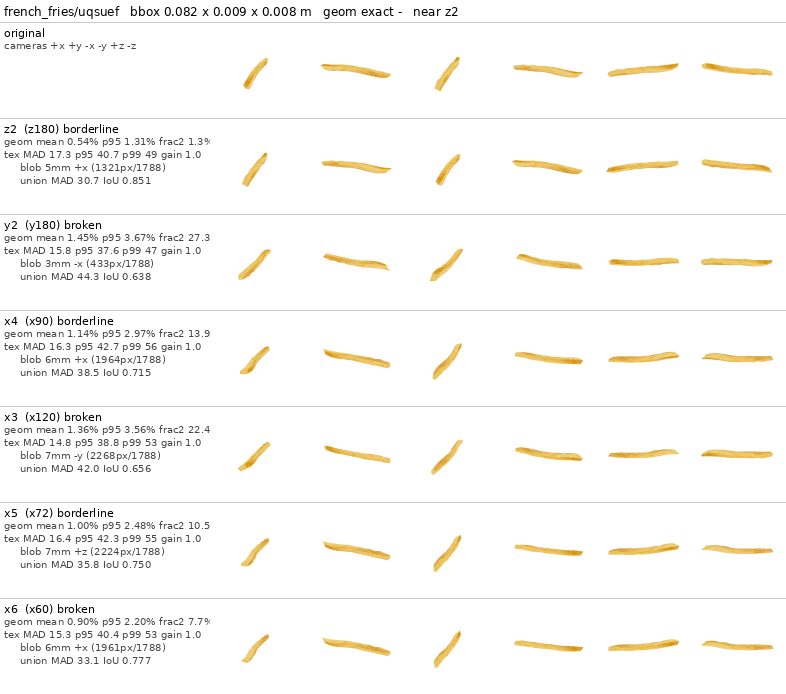 french_fries/uqsuef bbox 0.082 x 0.009 x 0.008 m geom exact - near z2
original
cameras +x +y -x -y +z -z
z2 (z180) borderline
geom mean 0.54% p95 1.31% frac2 1.3%
tex MAD 17.3 p95 40.7 p99 49 gain 1.0
blob 5mm +x (1321px/1788)
union MAD 30.7 IoU 0.851
y2 (y180) broken
geom mean 1.45% p95 3.67% frac2 27.3
tex MAD 15.8 p95 37.6 p99 47 gain 1.0
blob 3mm -x (433px/1788)
union MAD 44.3 IoU 0.638
x4 (x90) borderline
geom mean 1.14% p95 2.97% frac2 13.9
tex MAD 16.3 p95 42.7 p99 56 gain 1.0
blob 6mm +x (1964px/1788)
union MAD 38.5 IoU 0.715
x3 (x120) broken
geom mean 1.36% p95 3.56% frac2 22.4
tex MAD 14.8 p95 38.8 p99 53 gain 1.0
blob 7mm -y (2268px/1788)
union MAD 42.0 IoU 0.656
x5 (x72) borderline
geom mean 1.00% p95 2.48% frac2 10.5
tex MAD 16.4 p95 42.3 p99 55 gain 1.0
blob 7mm +z (2224px/1788)
union MAD 35.8 IoU 0.750
x6 (x60) broken
geom mean 0.90% p95 2.20% frac2 7.7%
tex MAD 15.3 p95 40.4 p99 53 gain 1.0
blob 6mm +x (1961px/1788)
union MAD 33.1 IoU 0.777